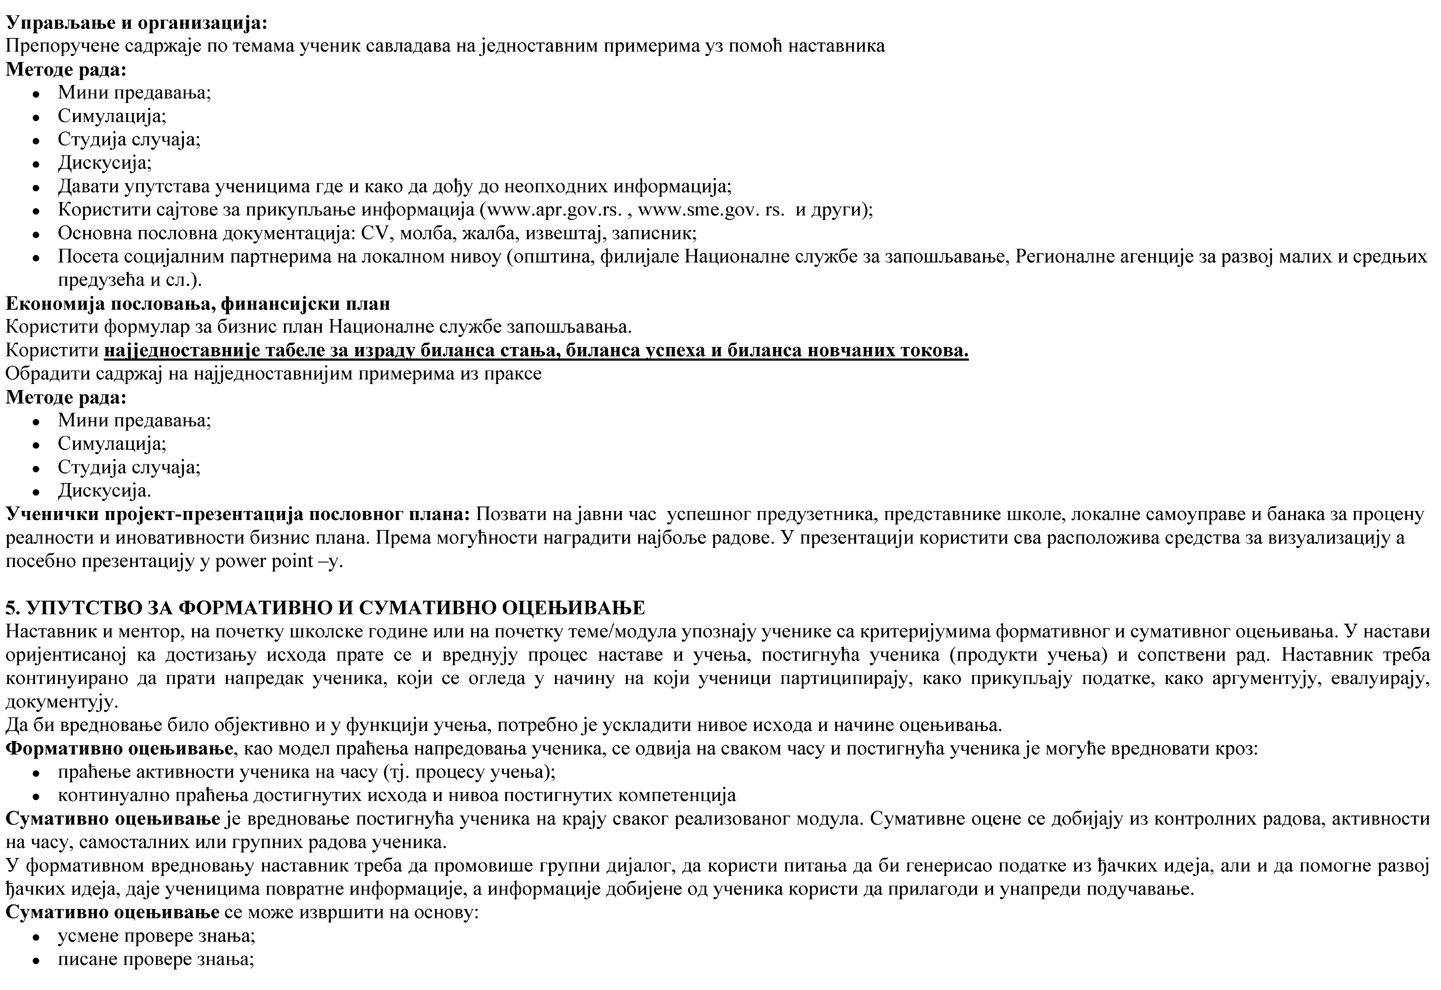 Управљање и организација:
Препоручене садржаје по темама ученик савладава на једноставним примерима уз помоћ наставника
Методе рада:
• Мини предавања;
• Симулација;
• Студија случаја;
• Дискусија;
• Давати упутстава ученицима где и како да дођу до неопходних информација;
• Користити сајтове за прикупљање информација (www.apr.gov.rs. , www.sme.gov. rs.  и други);
• Основна пословна документација: CV, молба, жалба, извештај, записник;
• Посета социјалним партнерима на локалном нивоу (општина, филијале Националне службе за запошљавање, Регионалне агенције за развој малих и средњих
предузећа и сл.).
Економија пословања, финансијски план
Користити формулар за бизнис план Националне службе запошљавања.
Користити најједноставније табеле за израду биланса стања, биланса успеха и биланса новчаних токова.
Обрадити садржај на најједноставнијим примерима из праксе
Методе рада:
• Мини предавања;
• Симулација;
• Студија случаја;
• Дискусија.
Ученички пројект-презентација пословног плана: Позвати на јавни час  успешног предузетника, представнике школе, локалне самоуправе и банака за процену
реалности и иновативности бизнис плана. Према могућности наградити најбоље радове. У презентацији користити сва расположива средства за визуализацију а
посебно презентацију у power point –у.
5. УПУТСТВО ЗА ФОРМАТИВНО И СУМАТИВНО ОЦЕЊИВАЊЕ
Наставник и ментор, на почетку школске године или на почетку теме/модула упознају ученике са критеријумима формативног и сумативног оцењивања. У настави
оријентисаној ка достизању исхода прате се и вреднују процес наставе и учења, постигнућа ученика (продукти учења) и сопствени рад. Наставник треба
континуирано да прати напредак ученика, који се огледа у начину на који ученици партиципирају, како прикупљају податке, како аргументују, евалуирају,
документују.
Да би вредновање било објективно и у функцији учења, потребно је ускладити нивое исхода и начине оцењивања.
Формативно оцењивање, као модел праћења напредовања ученика, се одвија на сваком часу и постигнућа ученика је могуће вредновати кроз:
• праћење активности ученика на часу (тј. процесу учења);
• континуално праћења достигнутих исхода и нивоа постигнутих компетенција
Сумативно оцењивање је вредновање постигнућа ученика на крају сваког реализованог модула. Сумативне оцене се добијају из контролних радова, активности
на часу, самосталних или групних радова ученика.
У формативном вредновању наставник треба да промовише групни дијалог, да користи питања да би генерисао податке из ђачких идеја, али и да помогне развој
ђачких идеја, даје ученицима повратне информације, а информације добијене од ученика користи да прилагоди и унапреди подучавање.
Сумативно оцењивање се може извршити на основу:
• усмене провере знања;
• писане провере знања;